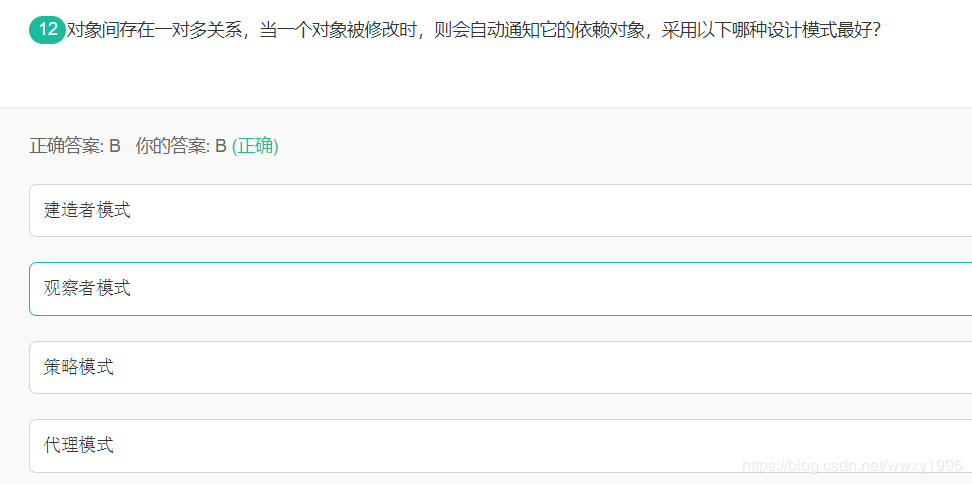 12 对象间存在一对多关系，当一个对象被修改时，则会自动通知它的依赖对象，采用以下哪种设计模式最好？
正确答案: B 你的答案: B (正确)
建造者模式
观察者模式
策略模式
代理模式
https://blog.csdn.net/wwxy1995